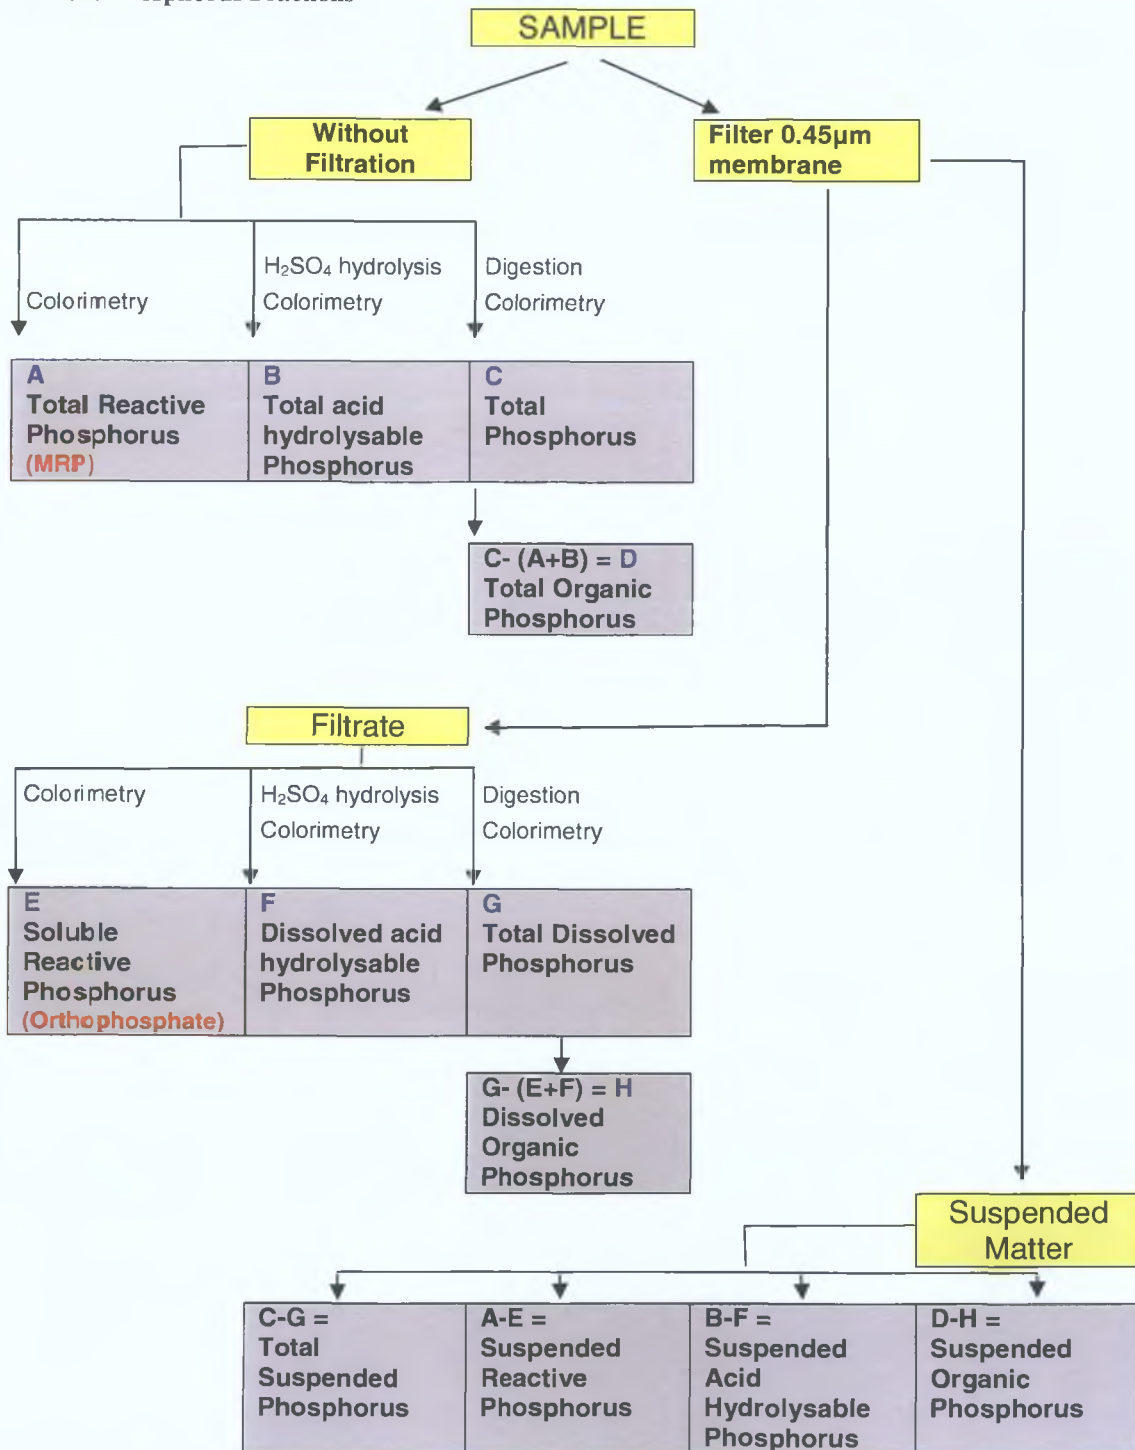 SAMPLE
Without
Filtration
Filter 0.45µm
membrane
Colorimetry
H₂SO₄ hydrolysis
Colorimetry
Digestion
Colorimetry
A
Total Reactive
Phosphorus
(MRP)
B
Total acid
hydrolysable
Phosphorus
C
Total
Phosphorus
C- (A+B) = D
Total Organic
Phosphorus
Filtrate
Colorimetry
H₂SO₄ hydrolysis
Colorimetry
Digestion
Colorimetry
E
Soluble
Reactive
Phosphorus
(Orthophosphate)
F
Dissolved acid
hydrolysable
Phosphorus
G
Total Dissolved
Phosphorus
G- (E+F) = H
Dissolved
Organic
Phosphorus
Suspended
Matter
C-G =
Total
Suspended
Phosphorus
A-E =
Suspended
Reactive
Phosphorus
B-F =
Suspended
Acid
Hydrolysable
Phosphorus
D-H =
Suspended
Organic
Phosphorus